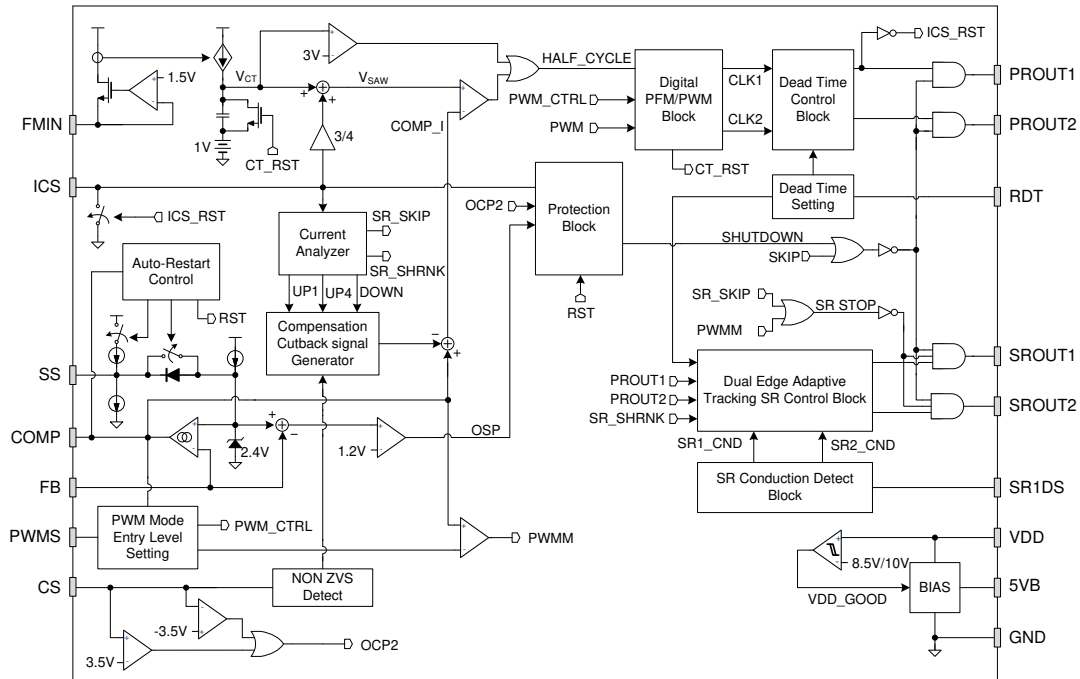 FMIN
1.5V
V_CT
1V
CT_RST
3V
V_SAW
3/4
COMP_I
HALF_CYCLE
PWM_CTRL
PWM
Digital
PFM/PWM
Block
CLK1
CLK2
CT_RST
Dead Time
Control
Block
ICS_RST
PROUT1
PROUT2
ICS
ICS_RST
Current
Analyzer
SR_SKIP
SR_SHRNK
UP1
UP4
DOWN
OCP2
Protection
Block
RST
Dead Time
Setting
RDT
SHUTDOWN
SKIP
Auto-Restart
Control
RST
Compensation
Cutback signal
Generator
−
+
SR_SKIP
PWMM
SR STOP
SS
COMP
2.4V
+
−
1.2V
OSP
PROUT1
PROUT2
SR_SHRNK
Dual Edge Adaptive
Tracking SR Control Block
SROUT1
SROUT2
SR1_CND
SR2_CND
FB
SR Conduction Detect
Block
SR1DS
PWMS
PWM Mode
Entry Level
Setting
PWM_CTRL
PWMM
VDD
8.5V/10V
CS
NON ZVS
Detect
VDD_GOOD
BIAS
5VB
-3.5V
3.5V
OCP2
GND